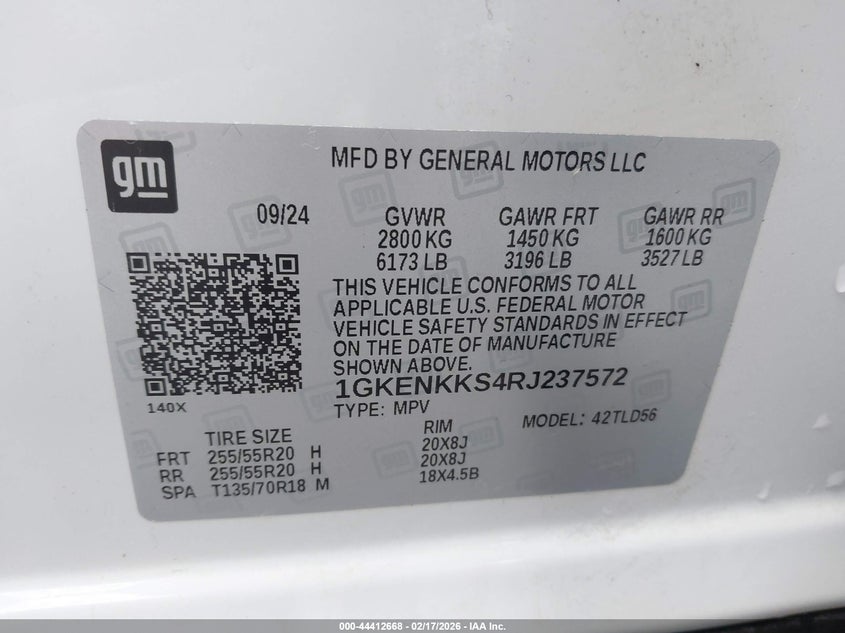 gm
MFD BY GENERAL MOTORS LLC
09/24 GVWR GAWR FRT GAWR RR
2800 KG 1450 KG 1600 KG
6173 LB 3196 LB 3527 LB
THIS VEHICLE CONFORMS TO ALL
APPLICABLE U.S. FEDERAL MOTOR
VEHICLE SAFETY STANDARDS IN EFFECT
ON THE DATE OF MANUFACTURE
SHOWN ABOVE.
1GKENKKS4RJ237572
140X
TYPE: MPV
MODEL: 42TLD56
TIRE SIZE RIM
FRT 255/55R20 H 20X8J
RR 255/55R20 H 20X8J
SPA T135/70R18 M 18X4.5B
000-44412668 - 02/17/2026 - IAA Inc.